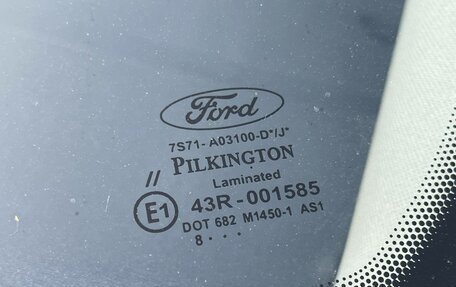 Ford
7S71- A03100-D*/J*
// PILKINGTON
Laminated
E1 43R-001585
DOT 682 M1450-1 AS1
8 . . .